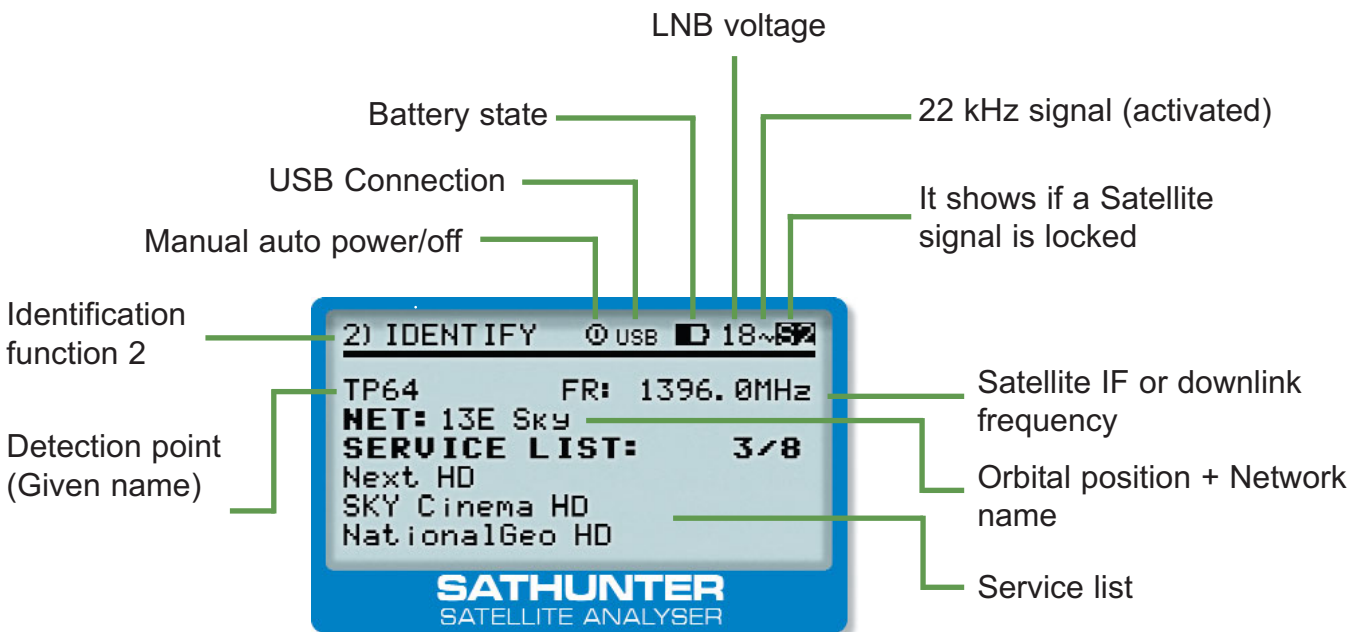 LNB voltage
Battery state
22 kHz signal (activated)
USB Connection
It shows if a Satellite
signal is locked
Manual auto power/off
Identification
function 2
2) IDENTIFY USB 18~
TP64 FR: 1396.0MHz
NET: 13E Sky
SERVICE LIST: 3/8
Next HD
SKY Cinema HD
NationalGeo HD
SATHUNTER
SATELLITE ANALYSER
Detection point
(Given name)
Satellite IF or downlink
frequency
Orbital position + Network
name
Service list